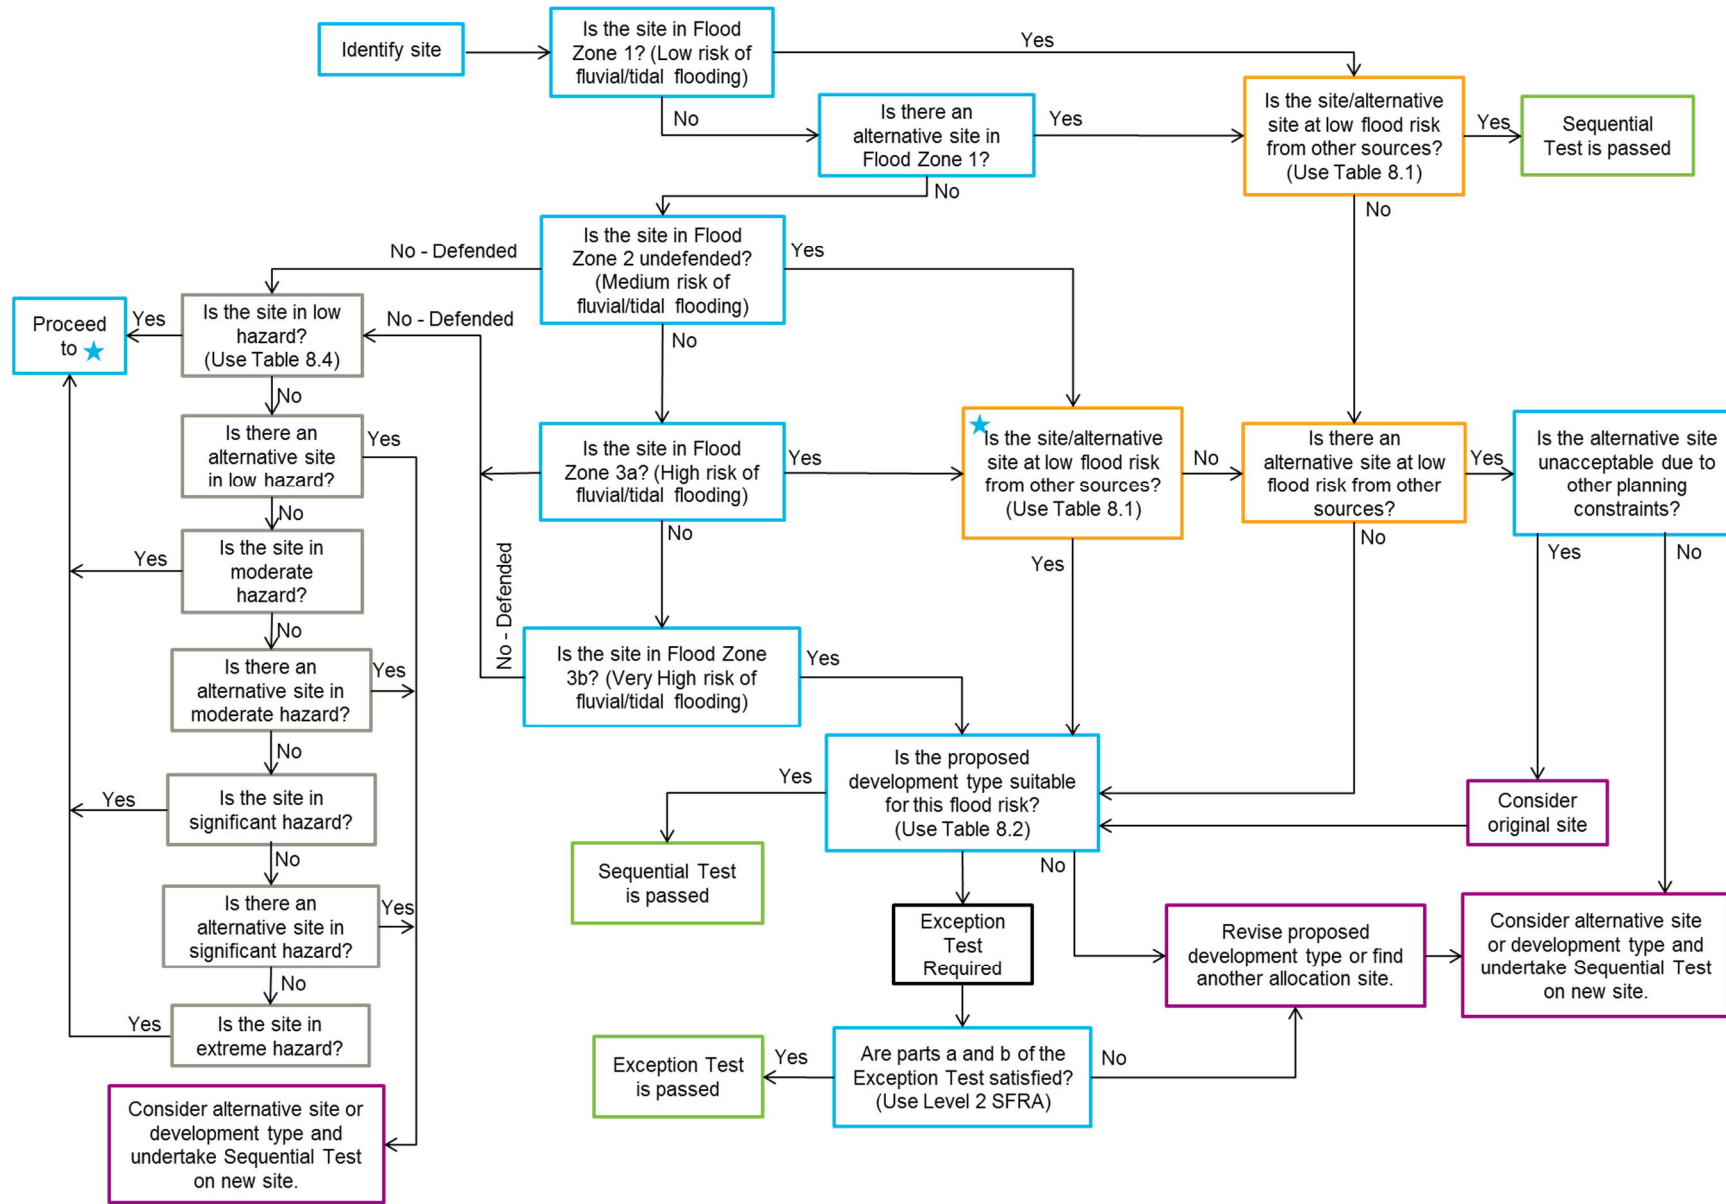 Identify site
Is the site in Flood
Zone 1? (Low risk of
fluvial/tidal flooding)
Yes
No
Is there an
alternative site in
Flood Zone 1?
Yes
No
Is the site/alternative
site at low flood risk
from other sources?
(Use Table 8.1)
Yes
No
Sequential
Test is passed
Is the site in Flood
Zone 2 undefended?
(Medium risk of
fluvial/tidal flooding)
No - Defended
Yes
No
Proceed
to
Yes
Is the site in low
hazard?
(Use Table 8.4)
No - Defended
No
Is there an
alternative site
in low hazard?
Yes
No
Is the site in Flood
Zone 3a? (High risk of
fluvial/tidal flooding)
Yes
No
Is the site/alternative
site at low flood risk
from other sources?
(Use Table 8.1)
No
Yes
Is there an
alternative site at low
flood risk from other
sources?
Yes
No
Is the alternative site
unacceptable due to
other planning
constraints?
Yes
No
Is the site in
moderate
hazard?
Yes
No
No - Defended
Is there an
alternative site in
moderate hazard?
Yes
No
Is the site in Flood Zone
3b? (Very High risk of
fluvial/tidal flooding)
Yes
Is the proposed
development type suitable
for this flood risk?
(Use Table 8.2)
Yes
No
Consider
original site
Is the site in
significant hazard?
Yes
No
Sequential Test
is passed
Is there an
alternative site in
significant hazard?
Yes
No
Exception
Test
Required
Revise proposed
development type or find
another allocation site.
Consider alternative site
or development type and
undertake Sequential Test
on new site.
Is the site in
extreme hazard?
Yes
Exception Test
is passed
Yes
Are parts a and b of the
Exception Test satisfied?
(Use Level 2 SFRA)
No
Consider alternative site or
development type and
undertake Sequential Test
on new site.